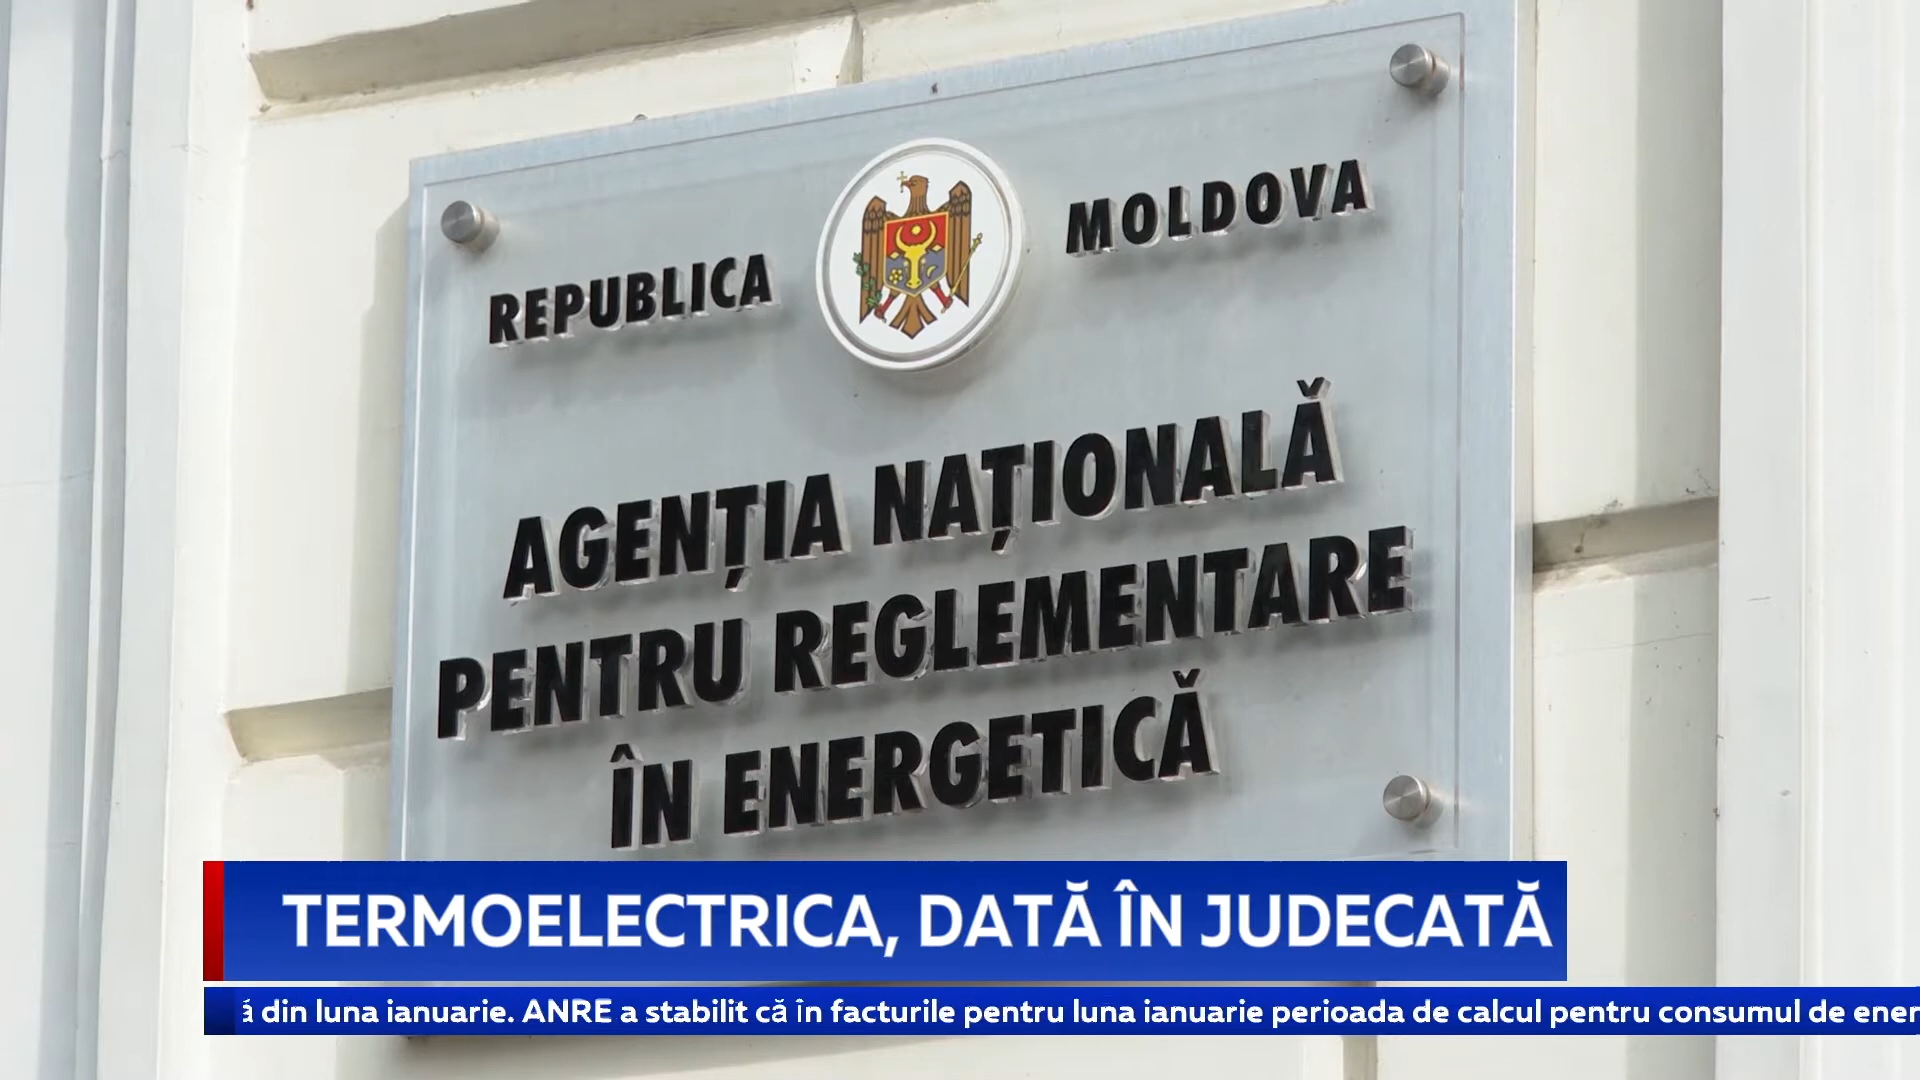 REPUBLICA MOLDOVA
AGENȚIA NAȚIONALĂ
PENTRU REGLEMENTARE
ÎN ENERGETICĂ
TERMOELECTRICA, DATĂ ÎN JUDECATĂ
din luna ianuarie. ANRE a stabilit că în facturile pentru luna ianuarie perioada de calcul pentru consumul de